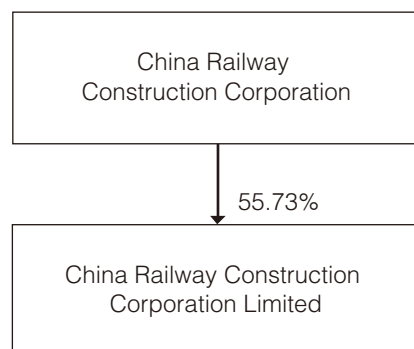 China Railway
Construction Corporation
55.73%
China Railway Construction
Corporation Limited